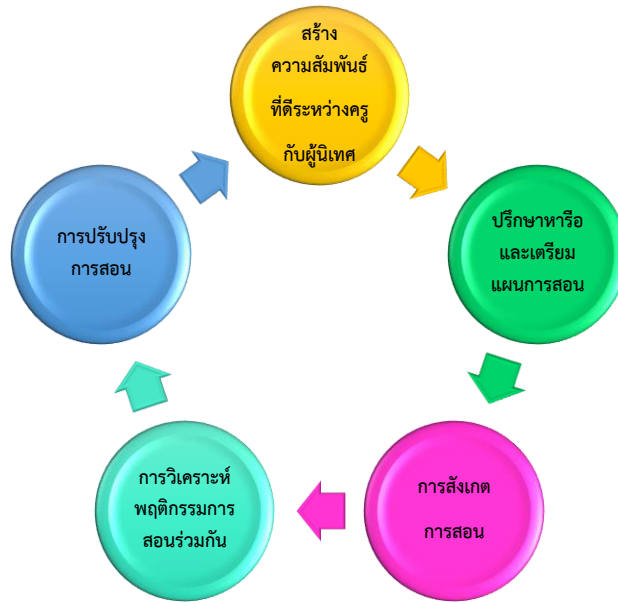 สร้าง
ความสัมพันธ์
ที่ดีระหว่างครู
กับผู้นิเทศ
ปรึกษาหารือ
และเตรียม
แผนการสอน
การสังเกต
การสอน
การวิเคราะห์
พฤติกรรมการ
สอนร่วมกัน
การปรับปรุง
การสอน